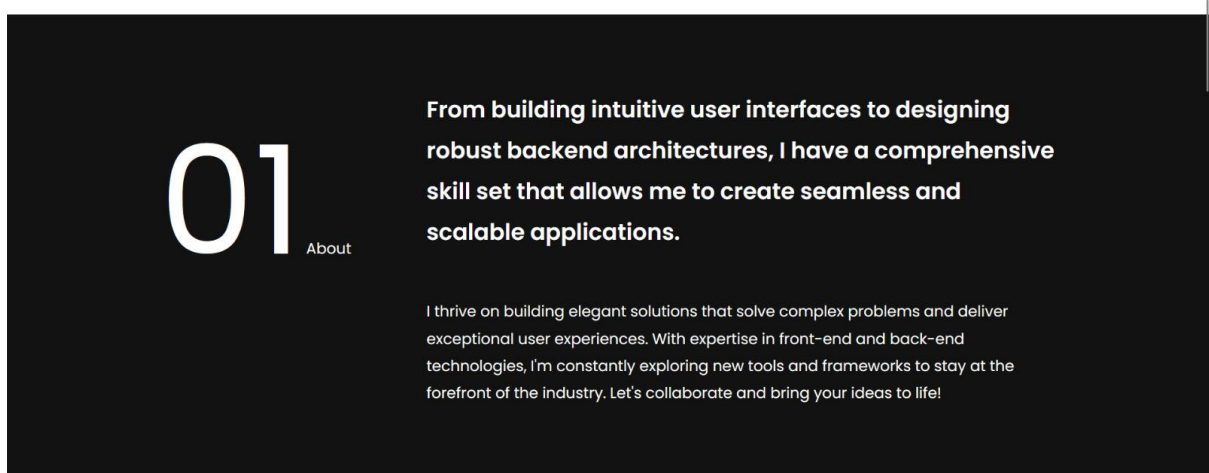 01 About
From building intuitive user interfaces to designing
robust backend architectures, I have a comprehensive
skill set that allows me to create seamless and
scalable applications.
I thrive on building elegant solutions that solve complex problems and deliver
exceptional user experiences. With expertise in front-end and back-end
technologies, I'm constantly exploring new tools and frameworks to stay at the
forefront of the industry. Let's collaborate and bring your ideas to life!